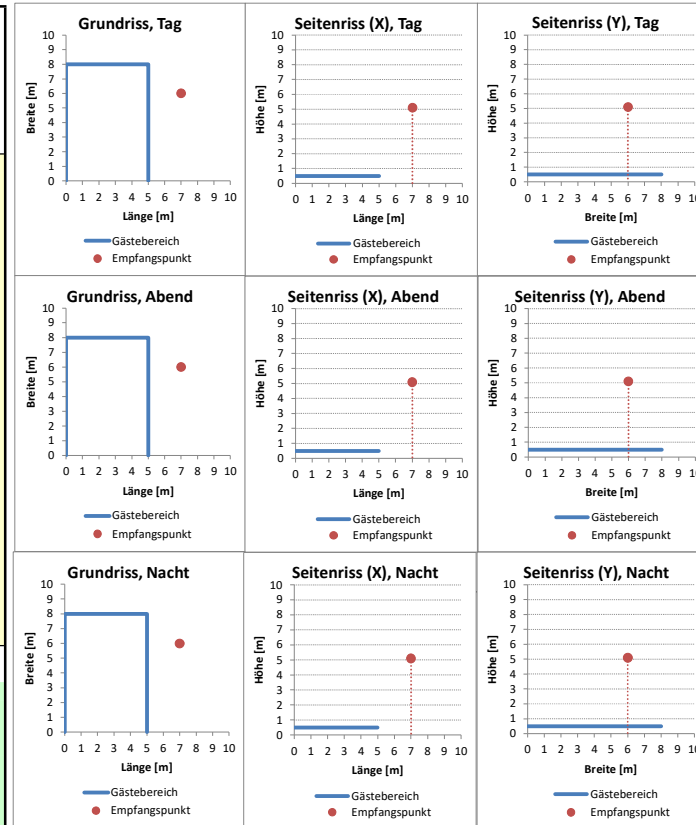 Grundriss, Tag
10
9
8
7
6
5
4
3
2
1
0
Breite [m]
0 1 2 3 4 5 6 7 8 9 10
Länge [m]
Gästebereich
Empfangspunkt
Seitenriss (X), Tag
10
9
8
7
6
5
4
3
2
1
0
Höhe [m]
0 1 2 3 4 5 6 7 8 9 10
Länge [m]
Gästebereich
Empfangspunkt
Seitenriss (Y), Tag
10
9
8
7
6
5
4
3
2
1
0
Höhe [m]
0 1 2 3 4 5 6 7 8 9 10
Breite [m]
Gästebereich
Empfangspunkt
Grundriss, Abend
10
9
8
7
6
5
4
3
2
1
0
Breite [m]
0 1 2 3 4 5 6 7 8 9 10
Länge [m]
Gästebereich
Empfangspunkt
Seitenriss (X), Abend
10
9
8
7
6
5
4
3
2
1
0
Höhe [m]
0 1 2 3 4 5 6 7 8 9 10
Länge [m]
Gästebereich
Empfangspunkt
Seitenriss (Y), Abend
10
9
8
7
6
5
4
3
2
1
0
Höhe [m]
0 1 2 3 4 5 6 7 8 9 10
Breite [m]
Gästebereich
Empfangspunkt
Grundriss, Nacht
10
9
8
7
6
5
4
3
2
1
0
Breite [m]
0 1 2 3 4 5 6 7 8 9 10
Länge [m]
Gästebereich
Empfangspunkt
Seitenriss (X), Nacht
10
9
8
7
6
5
4
3
2
1
0
Höhe [m]
0 1 2 3 4 5 6 7 8 9 10
Länge [m]
Gästebereich
Empfangspunkt
Seitenriss (Y), Nacht
10
9
8
7
6
5
4
3
2
1
0
Höhe [m]
0 1 2 3 4 5 6 7 8 9 10
Breite [m]
Gästebereich
Empfangspunkt